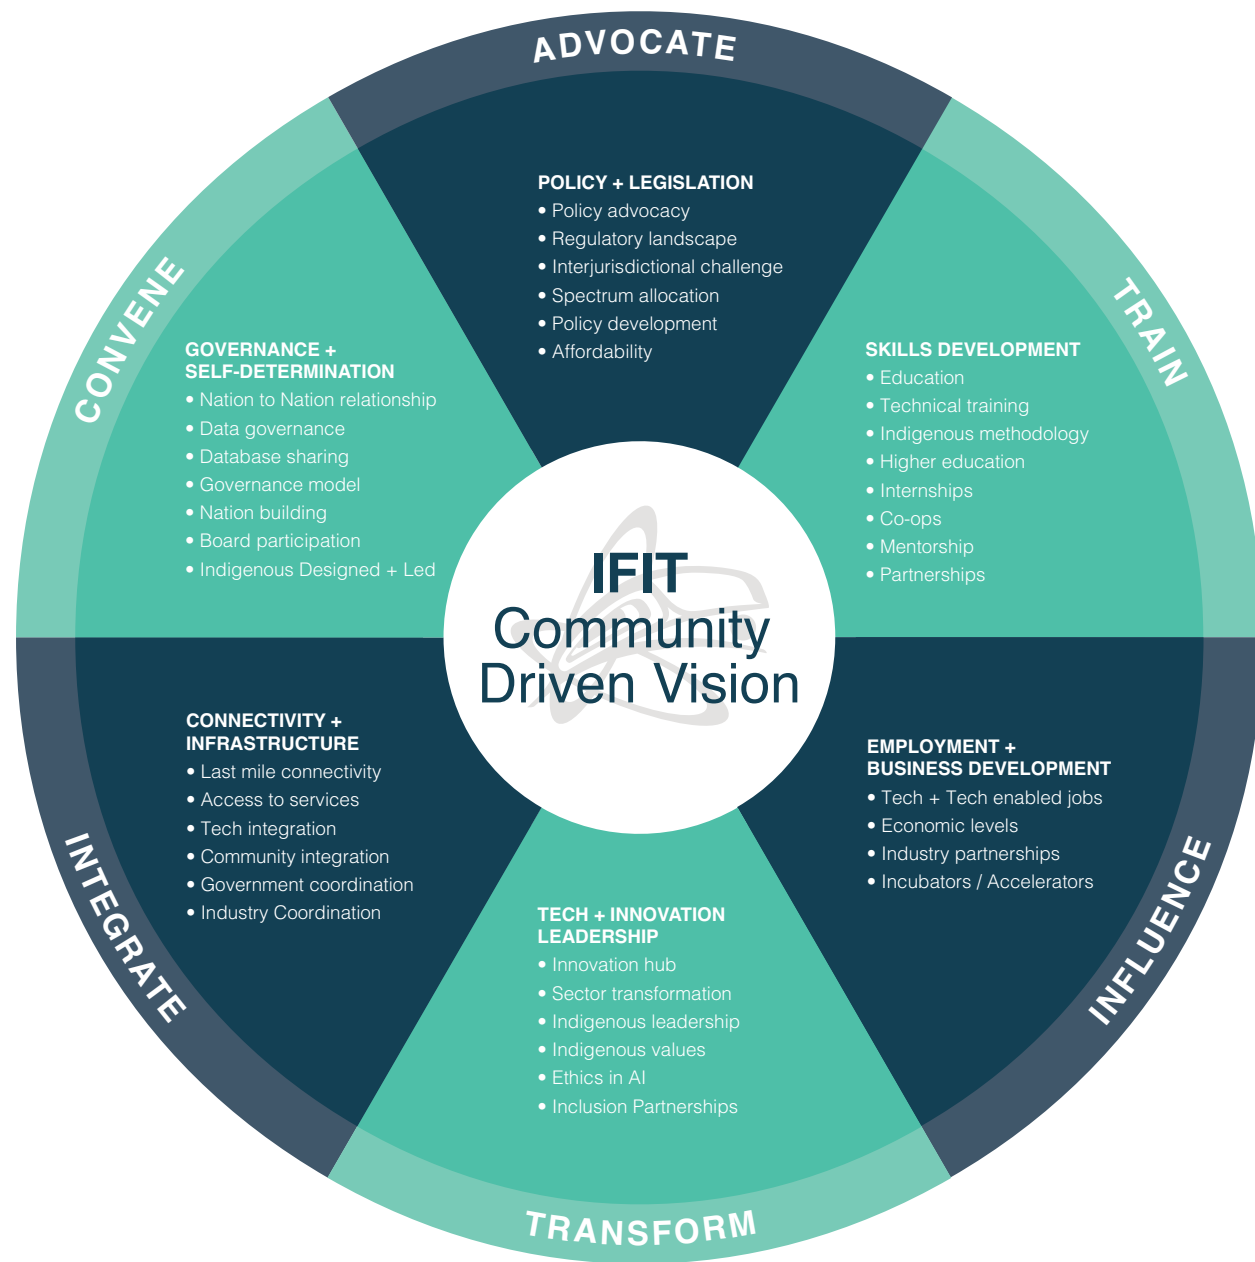 ADVOCATE
POLICY + LEGISLATION
• Policy advocacy
• Regulatory landscape
• Interjurisdictional challenge
• Spectrum allocation
• Policy development
• Affordability
TRAIN
SKILLS DEVELOPMENT
• Education
• Technical training
• Indigenous methodology
• Higher education
• Internships
• Co-ops
• Mentorship
• Partnerships
INFLUENCE
EMPLOYMENT +
BUSINESS DEVELOPMENT
• Tech + Tech enabled jobs
• Economic levels
• Industry partnerships
• Incubators / Accelerators
TRANSFORM
TECH + INNOVATION
LEADERSHIP
• Innovation hub
• Sector transformation
• Indigenous leadership
• Indigenous values
• Ethics in AI
• Inclusion Partnerships
INTEGRATE
CONNECTIVITY +
INFRASTRUCTURE
• Last mile connectivity
• Access to services
• Tech integration
• Community integration
• Government coordination
• Industry Coordination
CONVENE
GOVERNANCE +
SELF-DETERMINATION
• Nation to Nation relationship
• Data governance
• Database sharing
• Governance model
• Nation building
• Board participation
• Indigenous Designed + Led
IFIT
Community
Driven Vision